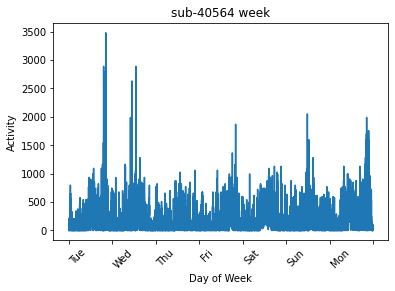 sub-40564 week
3500
3000
2500
2000
1500
1000
500
0
Activity
Tue
Wed
Thu
Fri
Sat
Sun
Mon
Day of Week